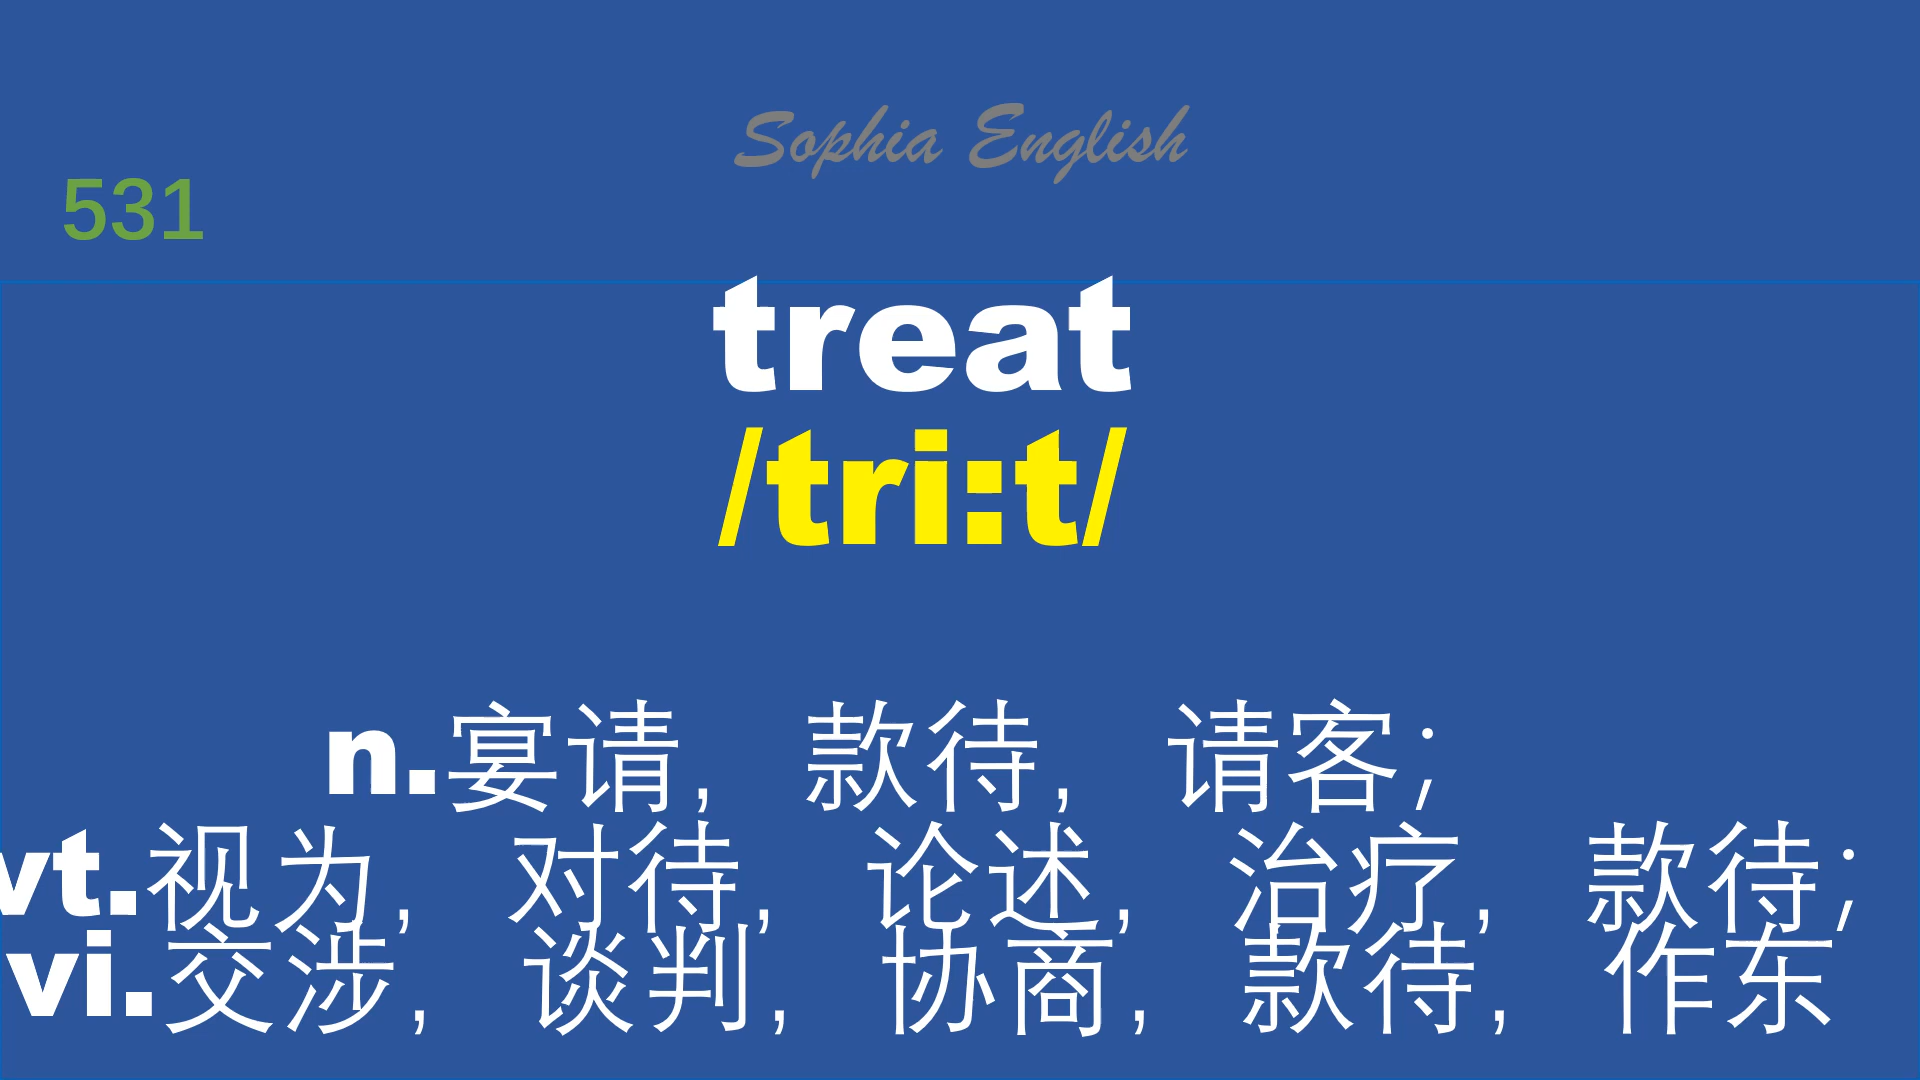 Sophia English
531
treat
/tri:t/
n.宴请, 款待, 请客;
vt.视为, 对待, 论述, 治疗, 款待;
vi.交涉, 谈判, 协商, 款待, 作东